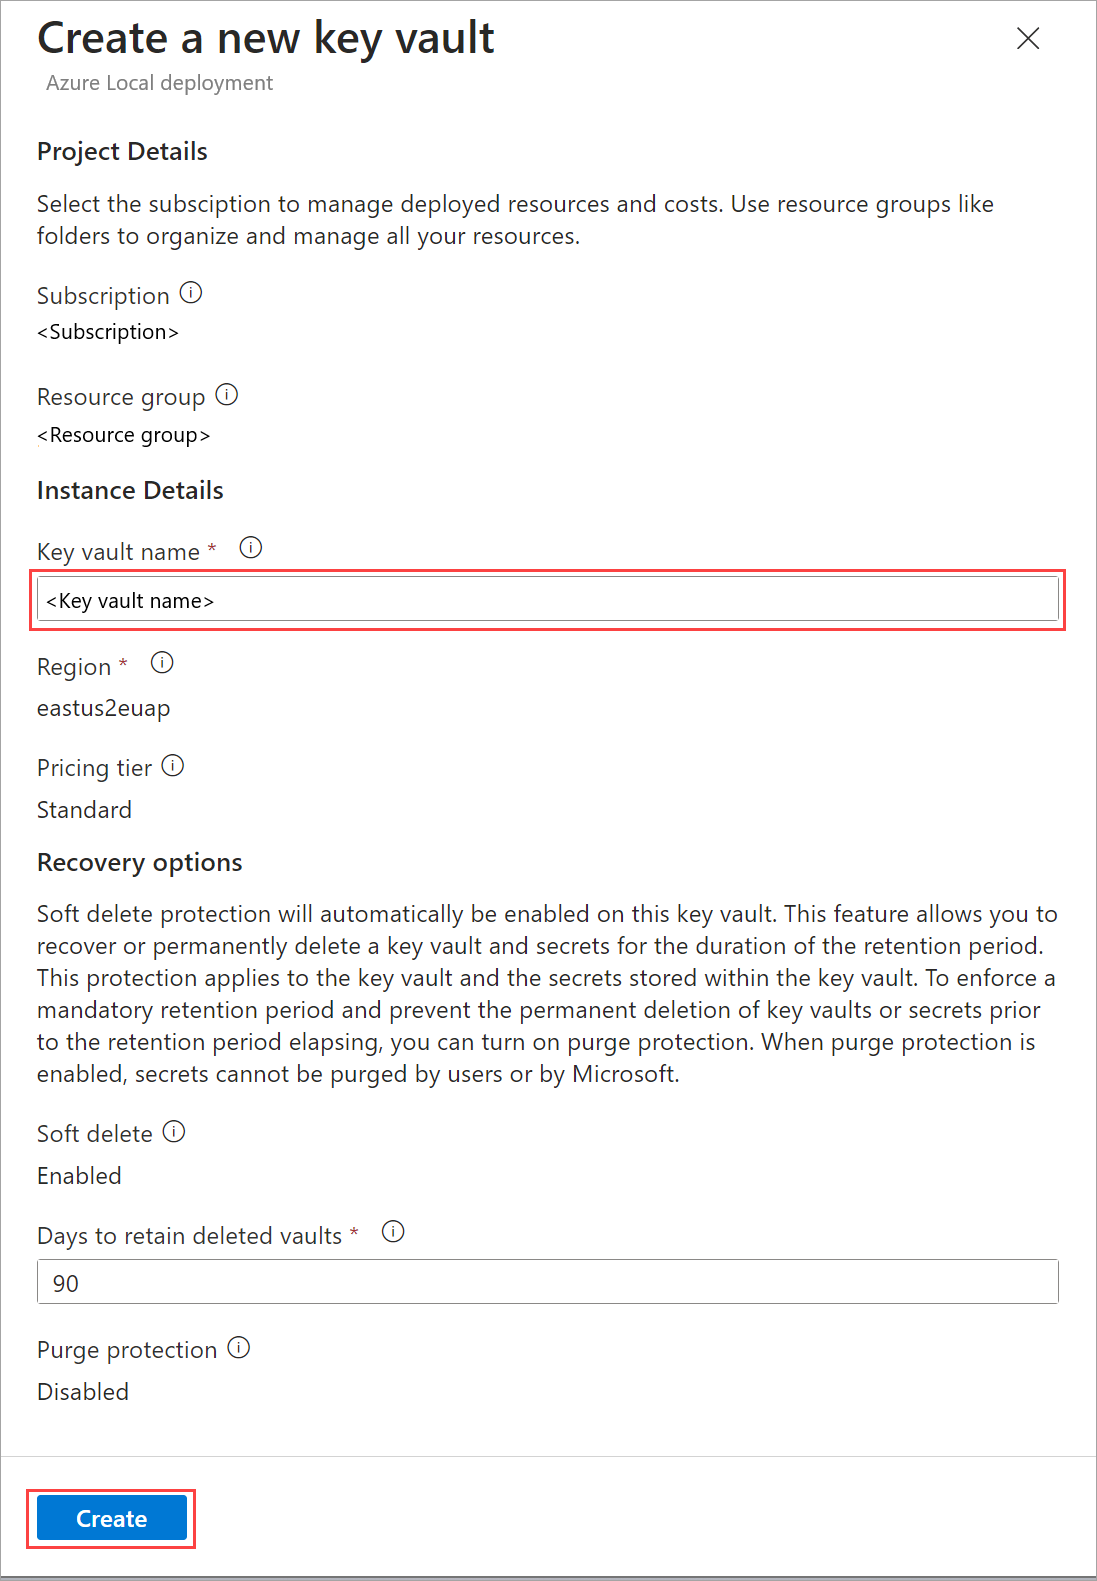 Create a new key vault
Azure Local deployment
Project Details
Select the subsciption to manage deployed resources and costs. Use resource groups like
folders to organize and manage all your resources.
Subscription
<Subscription>
Resource group
<Resource group>
Instance Details
Key vault name *
<Key vault name>
Region *
eastus2euap
Pricing tier
Standard
Recovery options
Soft delete protection will automatically be enabled on this key vault. This feature allows you to
recover or permanently delete a key vault and secrets for the duration of the retention period.
This protection applies to the key vault and the secrets stored within the key vault. To enforce a
mandatory retention period and prevent the permanent deletion of key vaults or secrets prior
to the retention period elapsing, you can turn on purge protection. When purge protection is
enabled, secrets cannot be purged by users or by Microsoft.
Soft delete
Enabled
Days to retain deleted vaults *
90
Purge protection
Disabled
Create